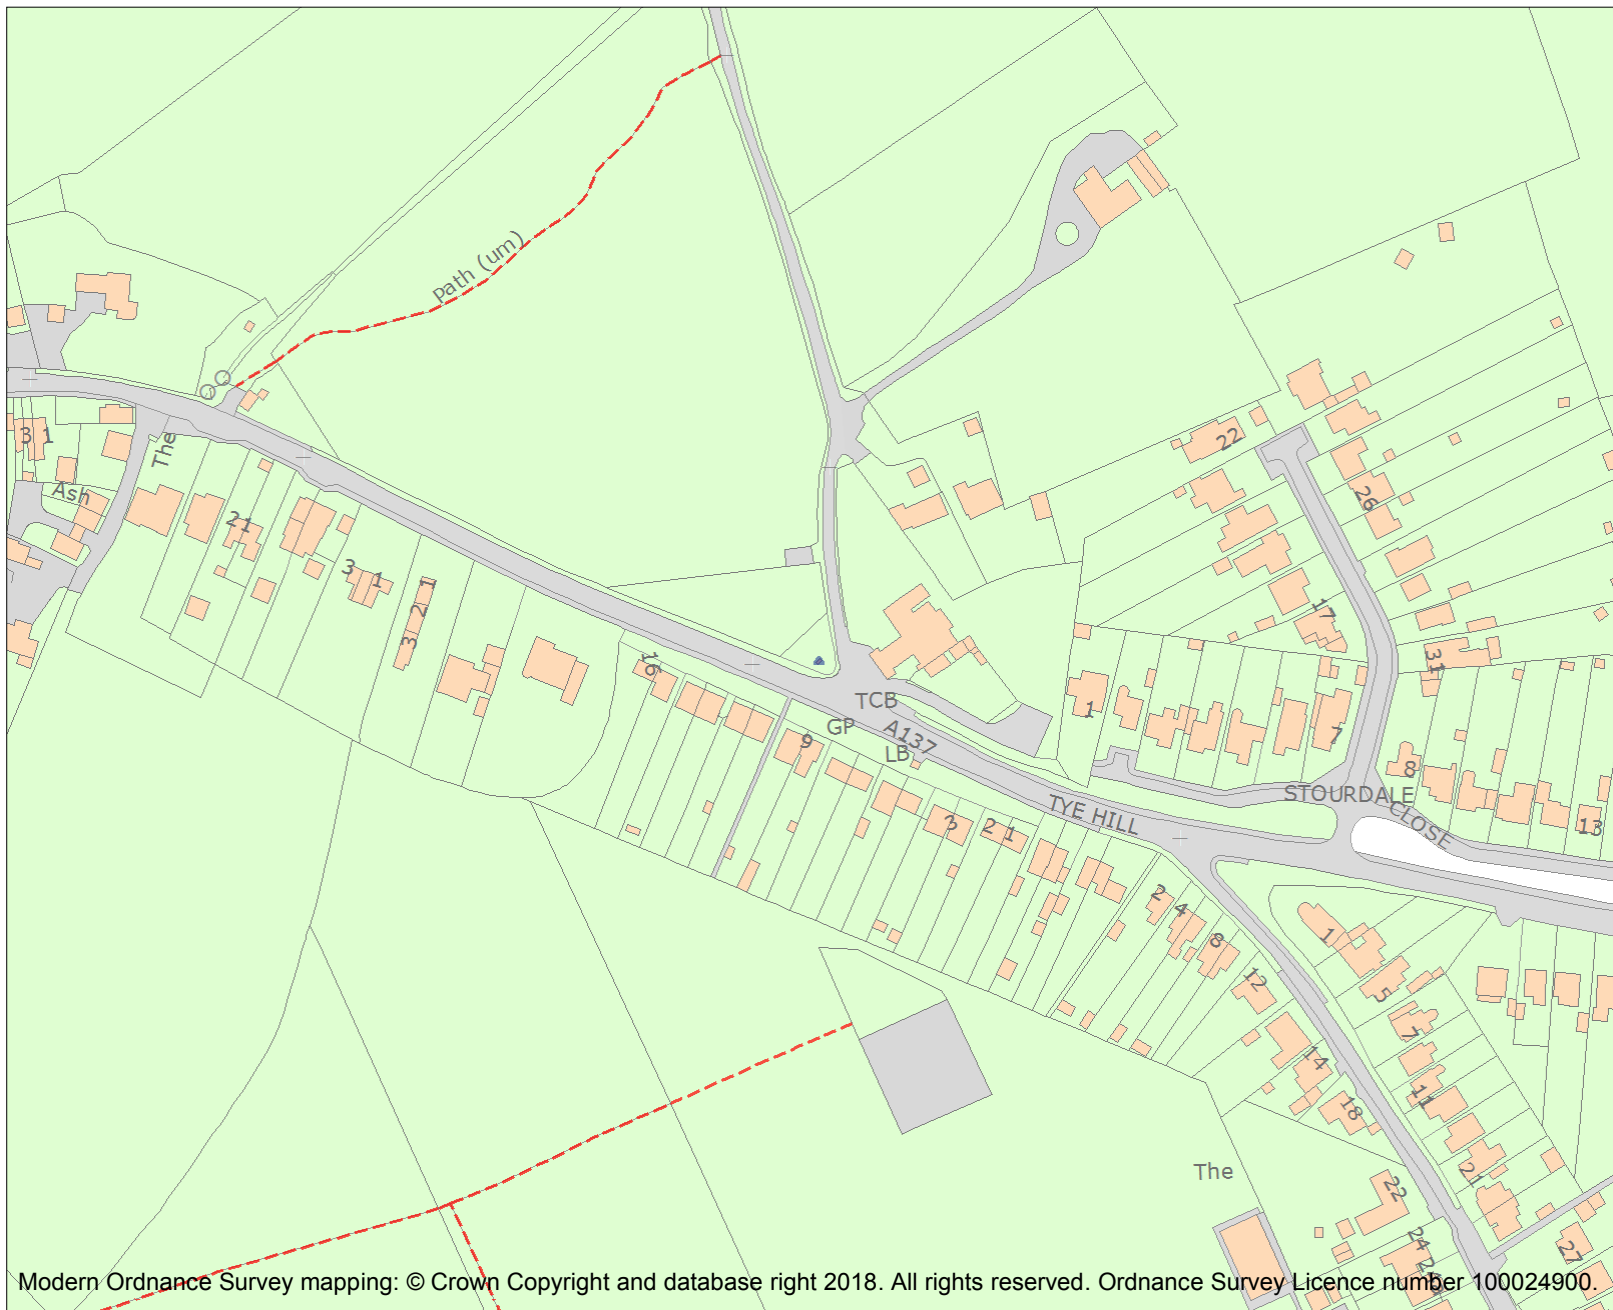 Path (um)
22
3 1
The
Ash
26
21
3 1
1
2
3
17
31
16
1
7
TCB
GP
A137
LB
9
8
STOURDALE
CLOSE
TYE HILL
13
3
2 1
2
4
8
12
1
5
7
14
11
18
The
21
22
24
27
Modern Ordnance Survey mapping: © Crown Copyright and database right 2018. All rights reserved. Ordnance Survey Licence number 100024900.